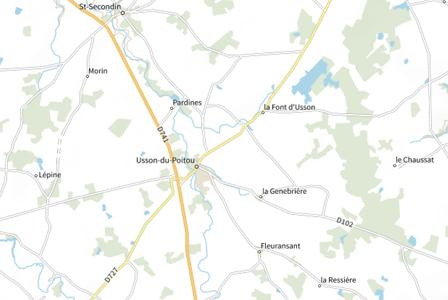 St-Secondin
Morin
Pardines
la Font d'Usson
D741
Usson-du-Poitou
le Chaussat
Lépine
la Genebrière
D102
Fleuransant
D727
la Ressière